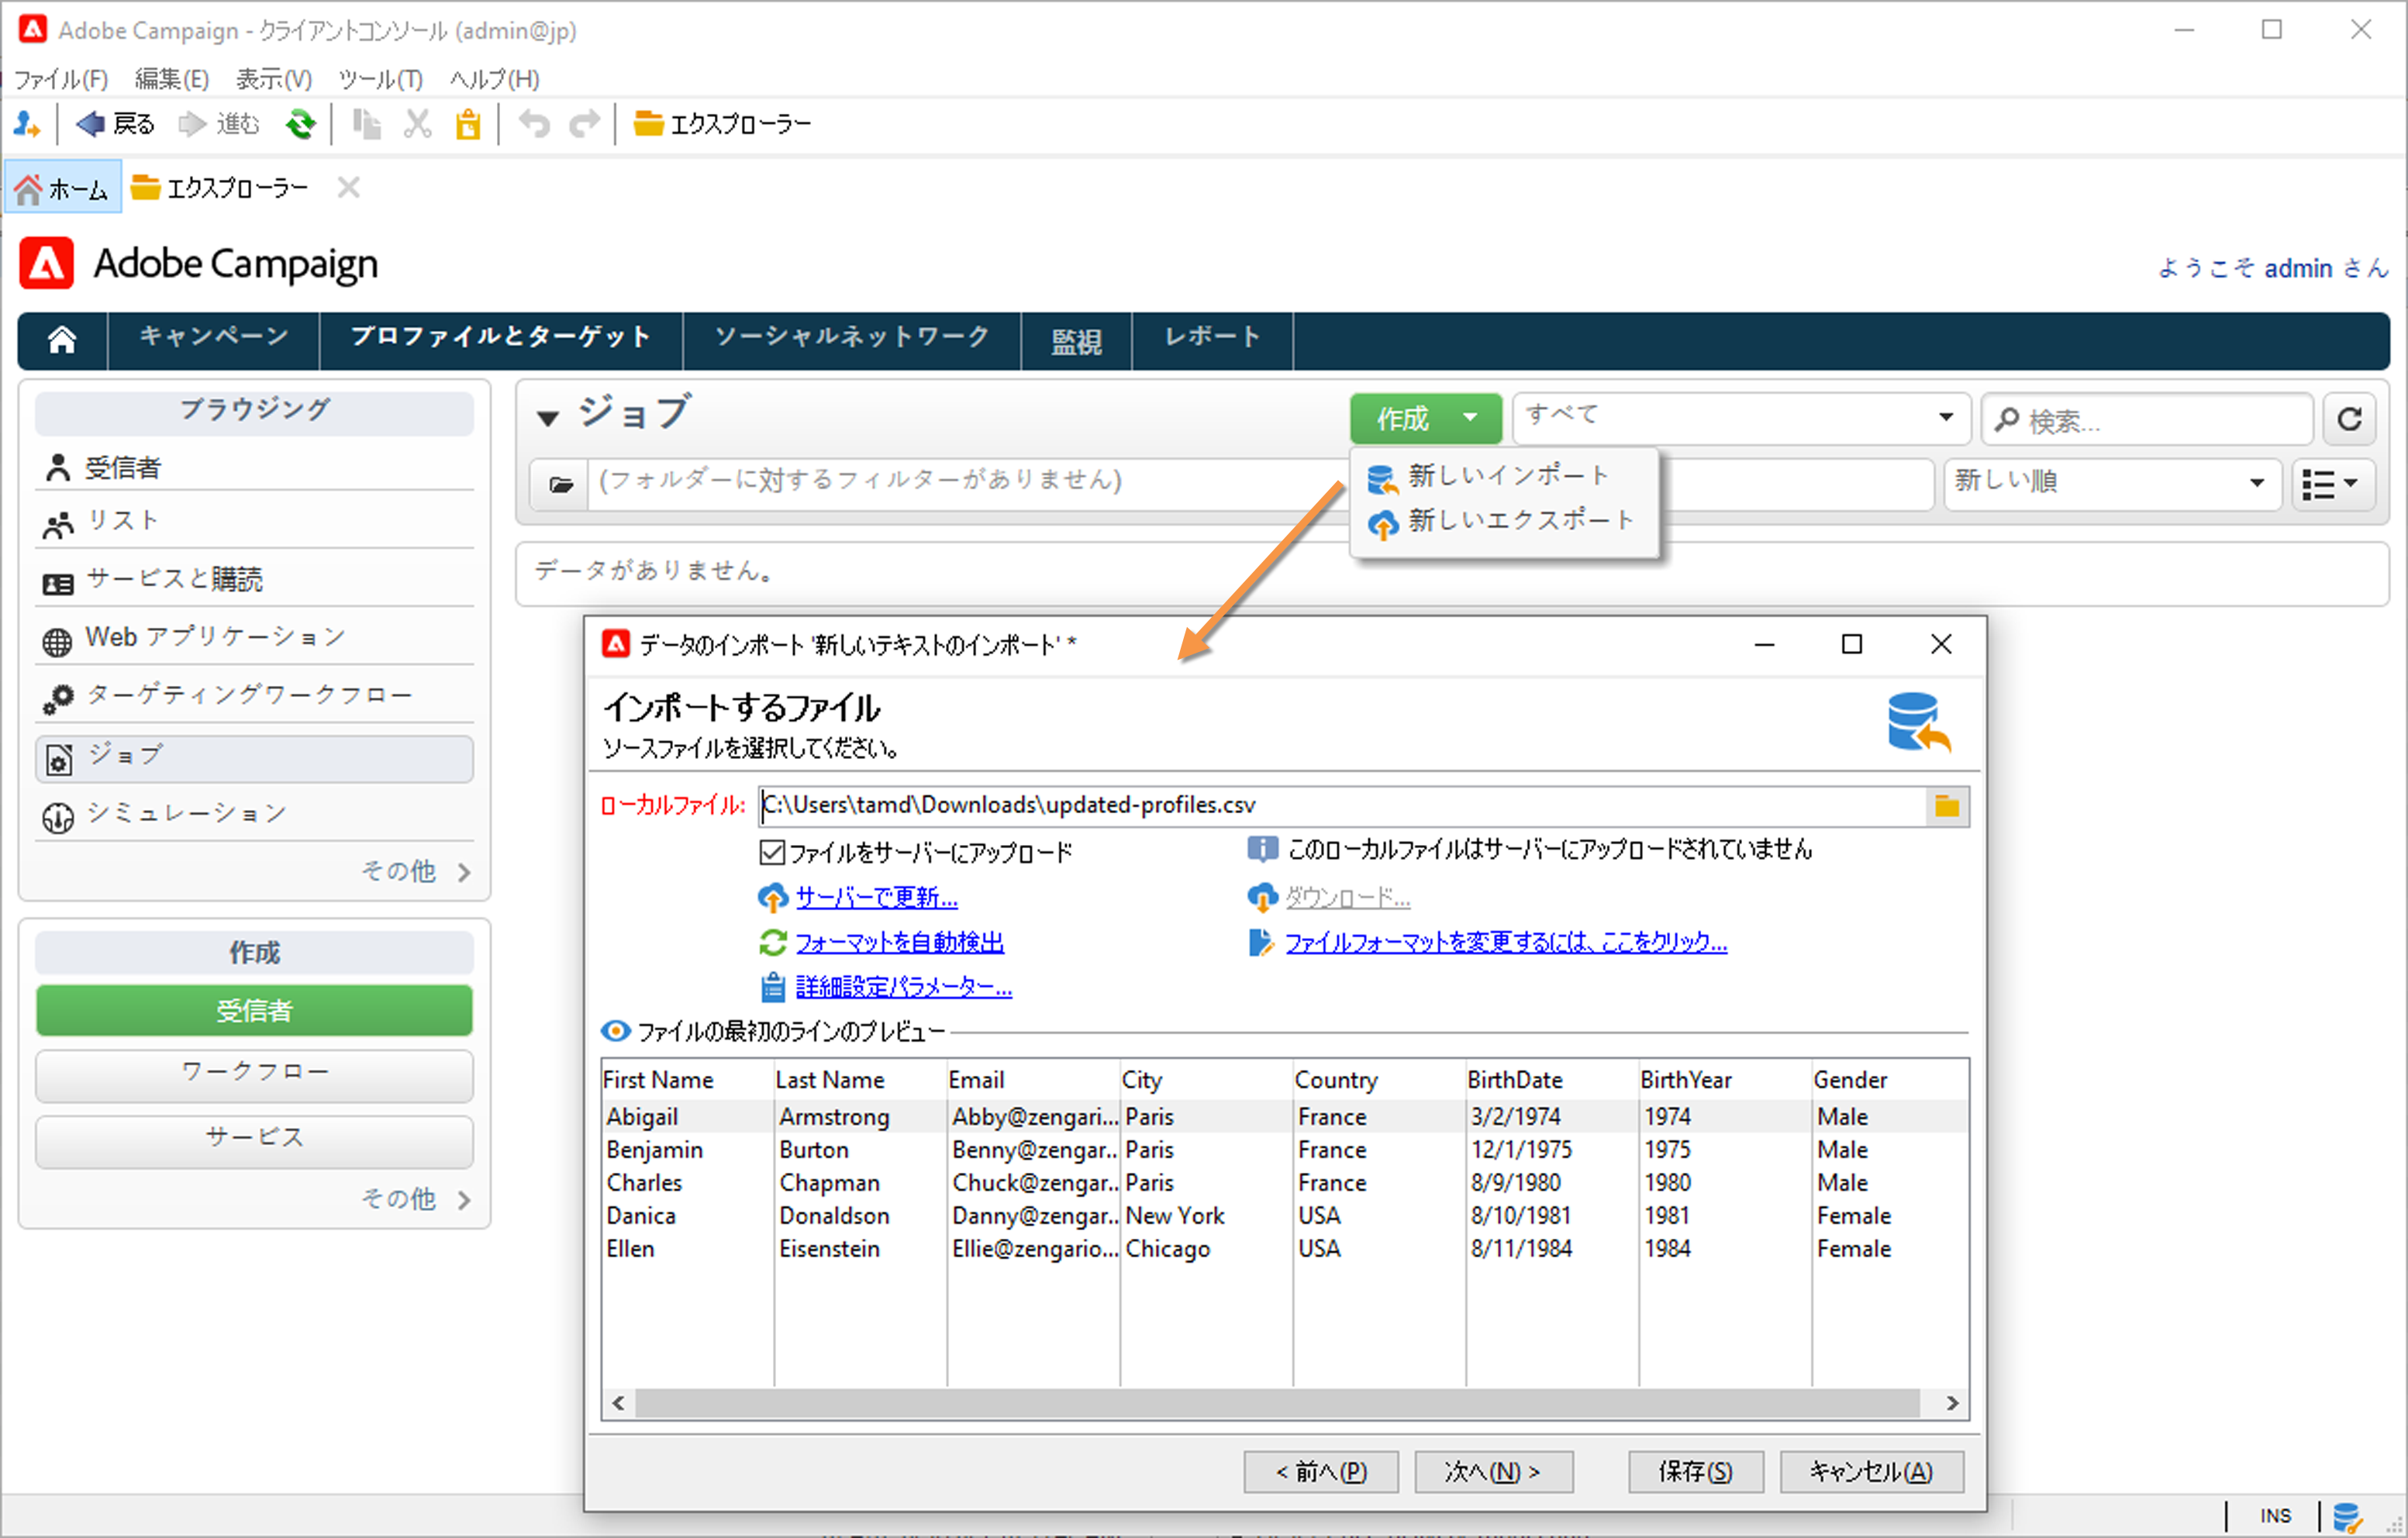 Adobe Campaign - クライアントコンソール (admin@jp)
ファイル(F) 編集(E) 表示(V) ツール(T) ヘルプ(H)
戻る 進む エクスプローラー
ホーム エクスプローラー
Adobe Campaign
ようこそ admin さん
キャンペーン プロファイルとターゲット ソーシャルネットワーク 監視 レポート
ブラウジング
受信者
リスト
サービスと購読
Web アプリケーション
ターゲティングワークフロー
ジョブ
シミュレーション
その他
作成
受信者
ワークフロー
サービス
その他
ジョブ
作成 すべて 検索...
(フォルダーに対するフィルターがありません) 新しい順
新しいインポート
新しいエクスポート
データがありません。
データのインポート '新しいテキストのインポート' *
インポートするファイル
ソースファイルを選択してください。
ローカルファイル: C:\Users\tamd\Downloads\updated-profiles.csv
ファイルをサーバーにアップロード このローカルファイルはサーバーにアップロードされていません
サーバーで更新... ダウンロード...
フォーマットを自動検出 ファイルフォーマットを変更するには、ここをクリック...
詳細設定パラメーター...
ファイルの最初のラインのプレビュー
First Name Last Name Email City Country BirthDate BirthYear Gender
Abigail Armstrong Abby@zengari... Paris France 3/2/1974 1974 Male
Benjamin Burton Benny@zengar... Paris France 12/1/1975 1975 Male
Charles Chapman Chuck@zengar... Paris France 8/9/1980 1980 Male
Danica Donaldson Danny@zengar... New York USA 8/10/1981 1981 Female
Ellen Eisenstein Ellie@zengario... Chicago USA 8/11/1984 1984 Female
< 前へ(P) 次へ(N) > 保存(S) キャンセル(A)
INS